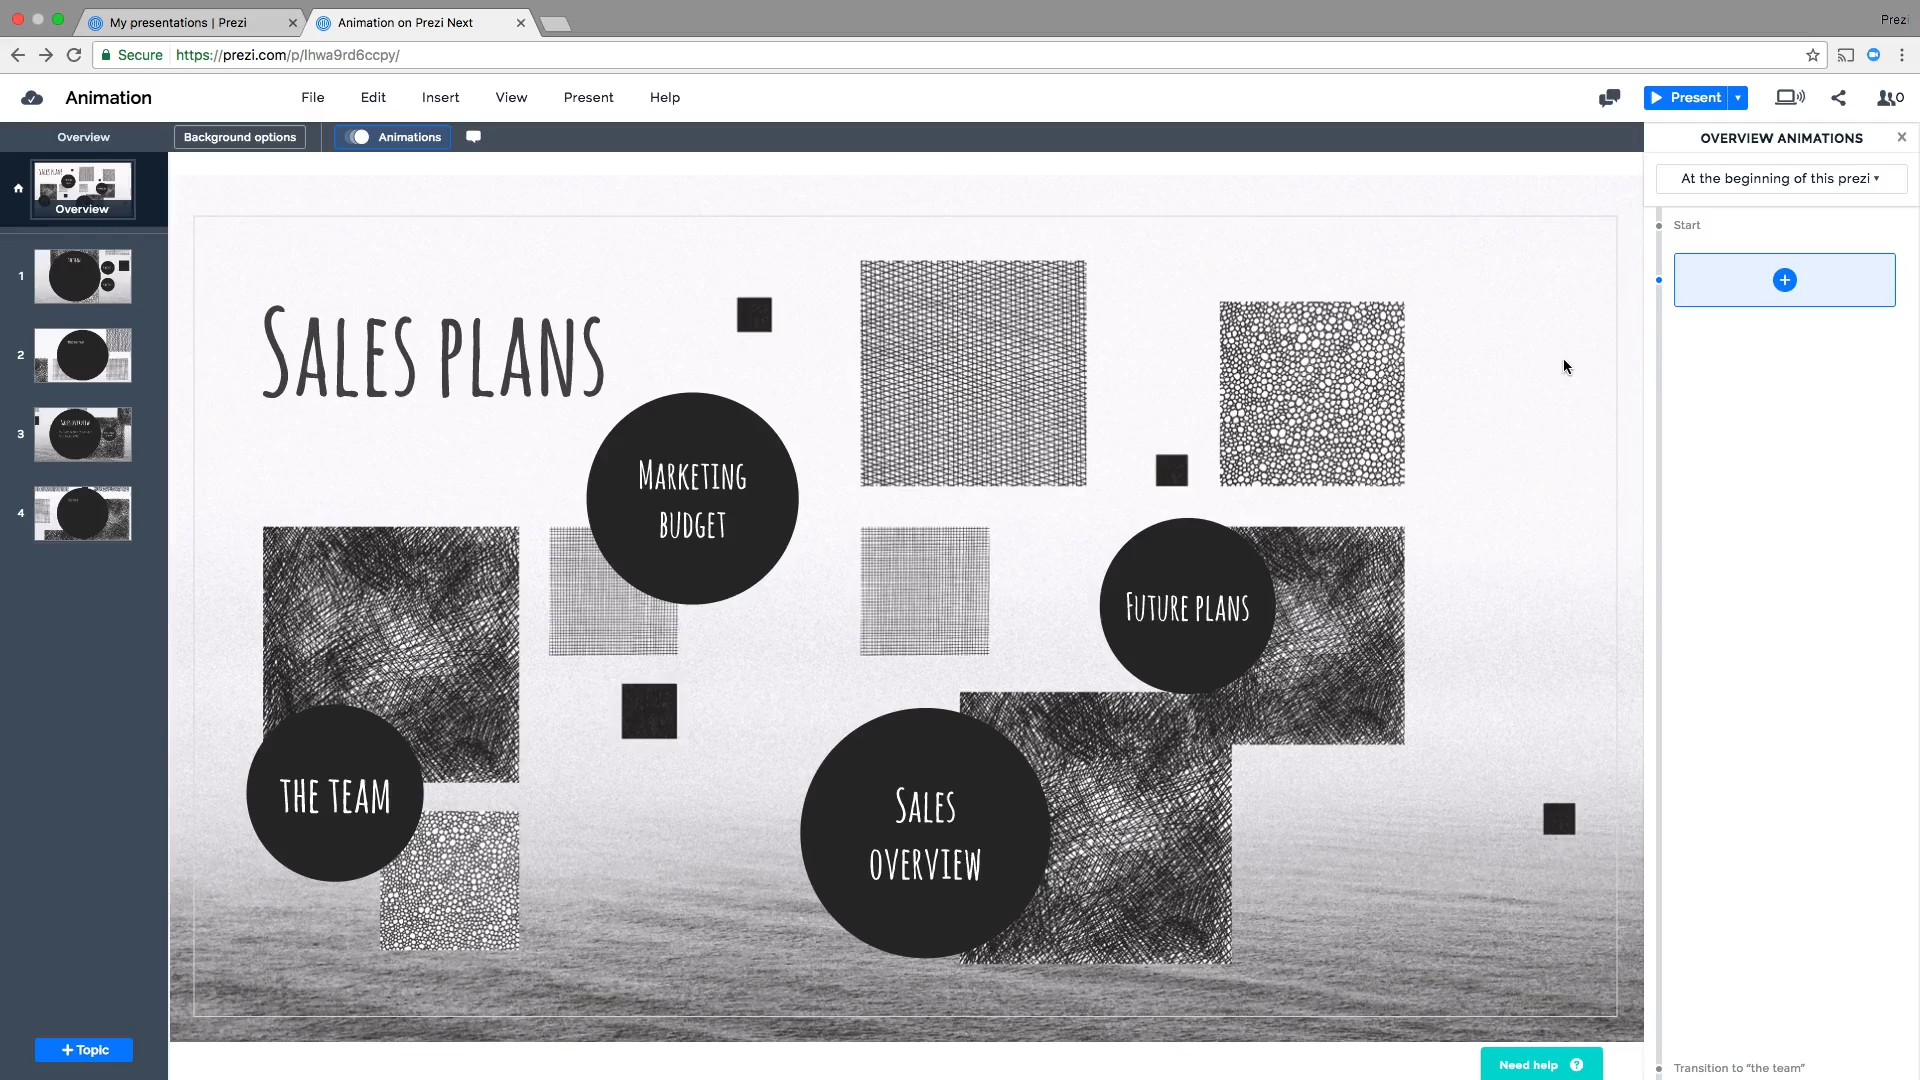 My presentations | Prezi
Animation on Prezi Next
Prezi
Secure
https://prezi.com/p/lhwa9rd6ccpy/
Animation
File
Edit
Insert
View
Present
Help
Present
0
Overview
Background options
Animations
OVERVIEW ANIMATIONS
At the beginning of this prezi
Start
Overview
1
2
3
4
SALES PLANS
MARKETING
BUDGET
FUTURE PLANS
THE TEAM
SALES
OVERVIEW
+ Topic
Need help ?
Transition to "the team"